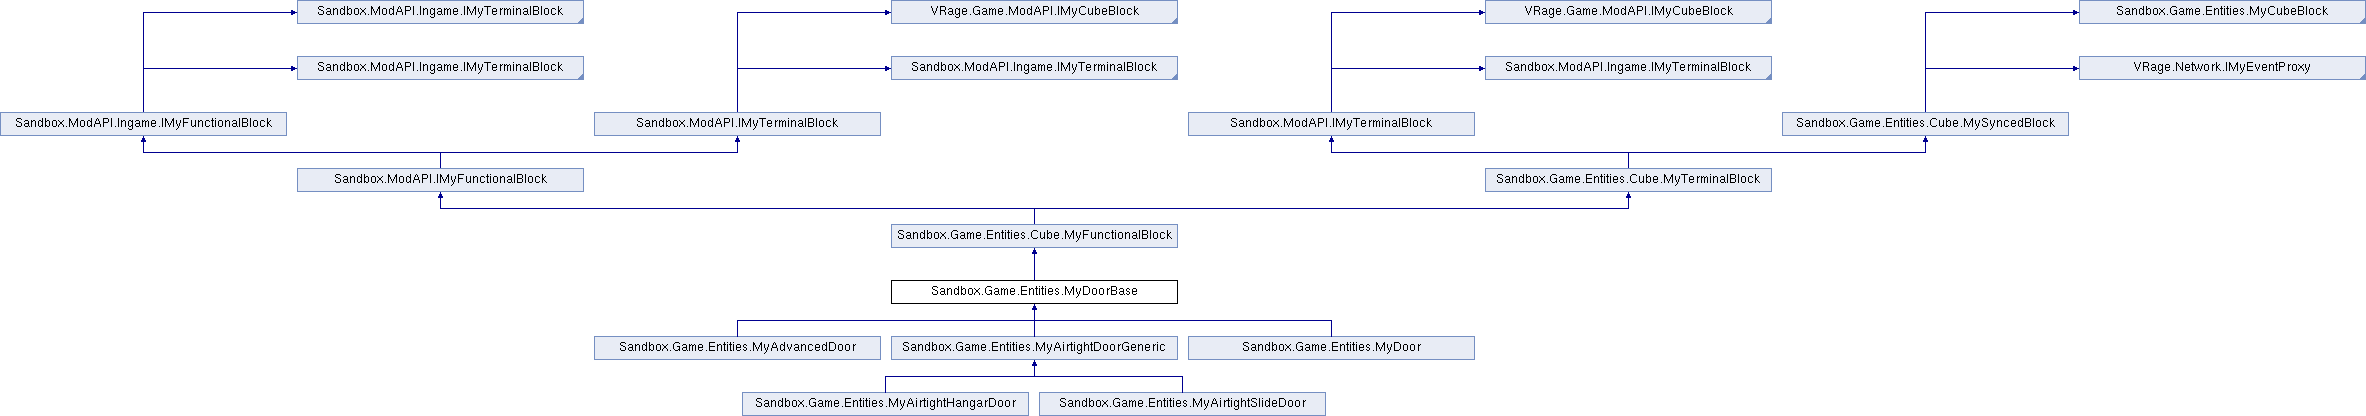 Sandbox.ModAPI.Ingame.IMyTerminalBlock
VRage.Game.ModAPI.IMyCubeBlock
VRage.Game.ModAPI.IMyCubeBlock
Sandbox.Game.Entities.MyCubeBlock
Sandbox.ModAPI.Ingame.IMyTerminalBlock
Sandbox.ModAPI.Ingame.IMyTerminalBlock
Sandbox.ModAPI.Ingame.IMyTerminalBlock
VRage.Network.IMyEventProxy
Sandbox.ModAPI.Ingame.IMyFunctionalBlock
Sandbox.ModAPI.IMyTerminalBlock
Sandbox.ModAPI.IMyTerminalBlock
Sandbox.Game.Entities.Cube.MySyncedBlock
Sandbox.ModAPI.IMyFunctionalBlock
Sandbox.Game.Entities.Cube.MyTerminalBlock
Sandbox.Game.Entities.Cube.MyFunctionalBlock
Sandbox.Game.Entities.MyDoorBase
Sandbox.Game.Entities.MyAdvancedDoor
Sandbox.Game.Entities.MyAirtightDoorGeneric
Sandbox.Game.Entities.MyDoor
Sandbox.Game.Entities.MyAirtightHangarDoor
Sandbox.Game.Entities.MyAirtightSlideDoor